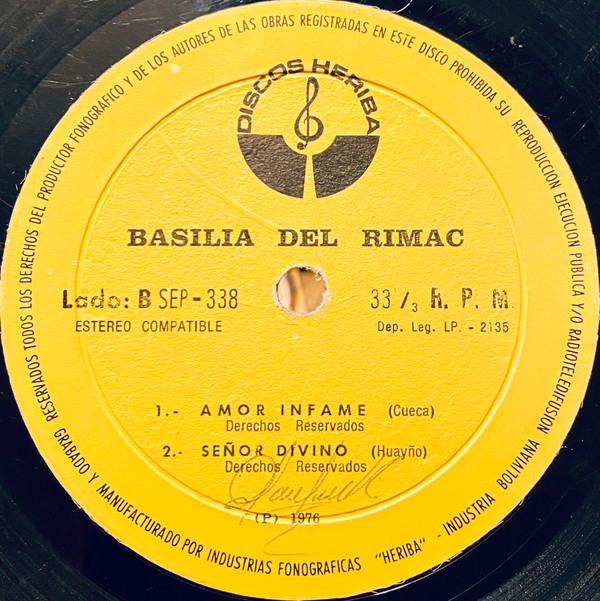 RESERVADOS TODOS LOS DERECHOS DEL PRODUCTOR FONOGRAFICO Y DE LOS AUTORES DE LAS OBRAS REGISTRADAS EN ESTE DISCO PROHIBIDA SU REPRODUCCION EJECUCION PUBLICA Y/O RADIOTELEDIFUSION
DISCOS HERIBA
BASILIA DEL RIMAC
Lado: B SEP-338
33 1/3 R. P. M.
ESTEREO COMPATIBLE
Dep. Leg. LP. - 2135
1.- AMOR INFAME (Cueca)
Derechos Reservados
2.- SEÑOR DIVINO (Huayño)
Derechos Reservados
(P) 1976
GRABADO Y MANUFACTURADO POR INDUSTRIAS FONOGRAFICAS "HERIBA" - INDUSTRIA BOLIVIANA